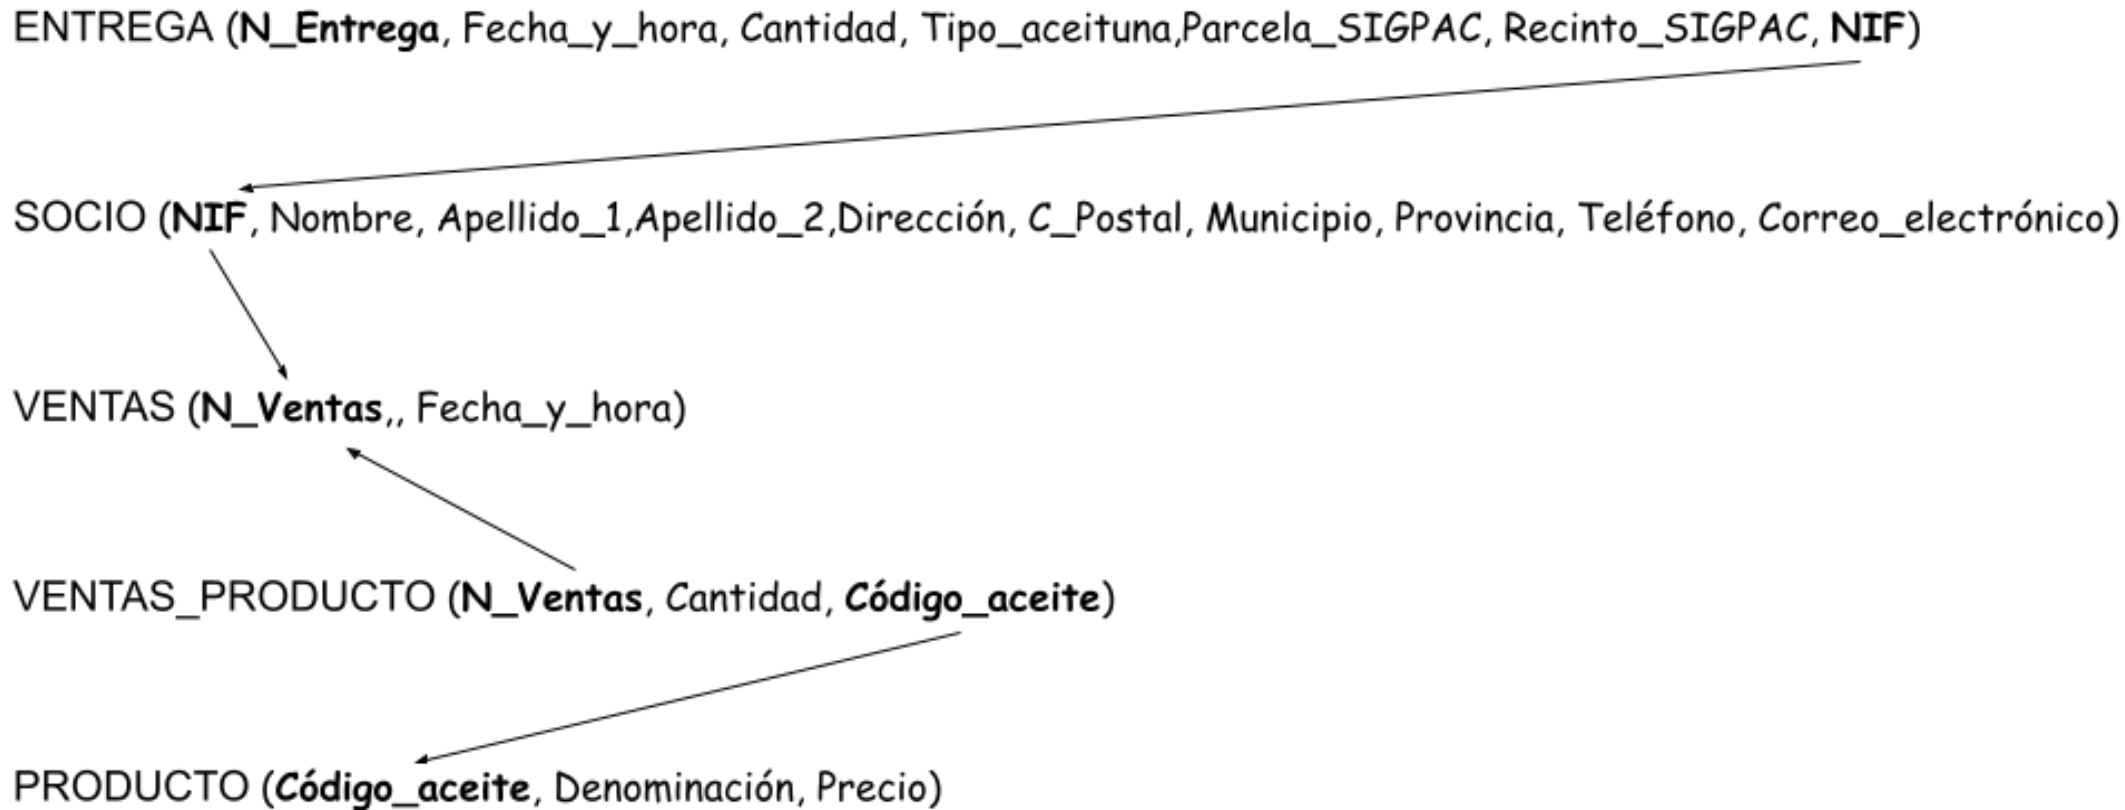 ENTREGA (N_Entrega, Fecha_y_hora, Cantidad, Tipo_aceituna,Parcela_SIGPAC, Recinto_SIGPAC, NIF)
SOCIO (NIF, Nombre, Apellido_1,Apellido_2,Dirección, C_Postal, Municipio, Provincia, Teléfono, Correo_electrónico)
VENTAS (N_Ventas,, Fecha_y_hora)
VENTAS_PRODUCTO (N_Ventas, Cantidad, Código_aceite)
PRODUCTO (Código_aceite, Denominación, Precio)